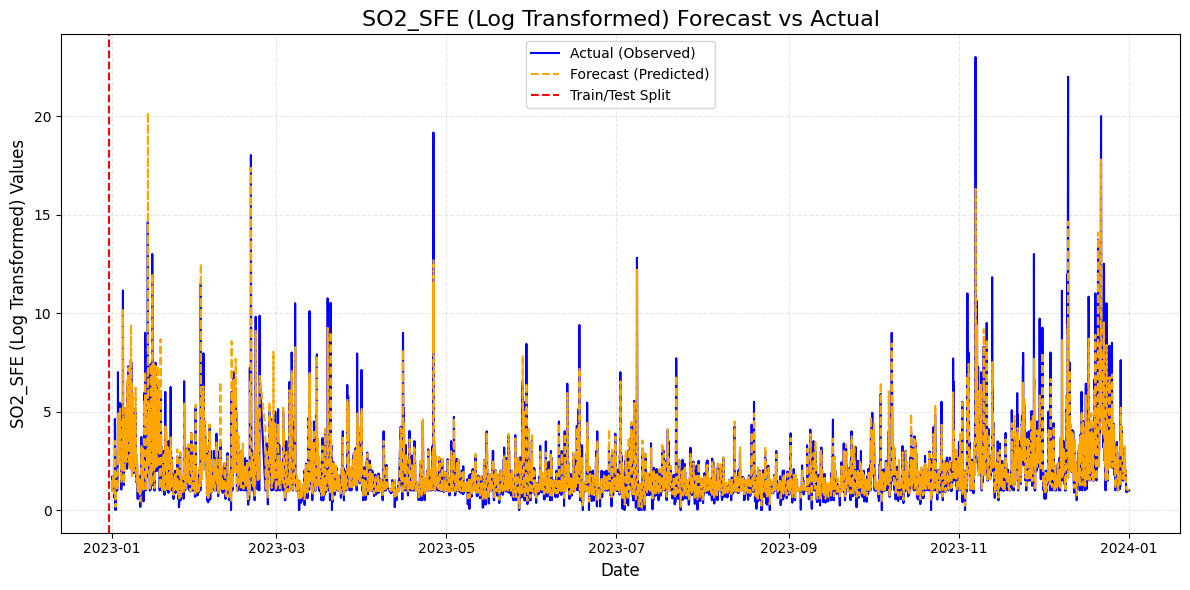 SO2_SFE (Log Transformed) Forecast vs Actual
Actual (Observed)
Forecast (Predicted)
Train/Test Split
SO2_SFE (Log Transformed) Values
20
15
10
5
0
2023-01
2023-03
2023-05
2023-07
2023-09
2023-11
2024-01
Date